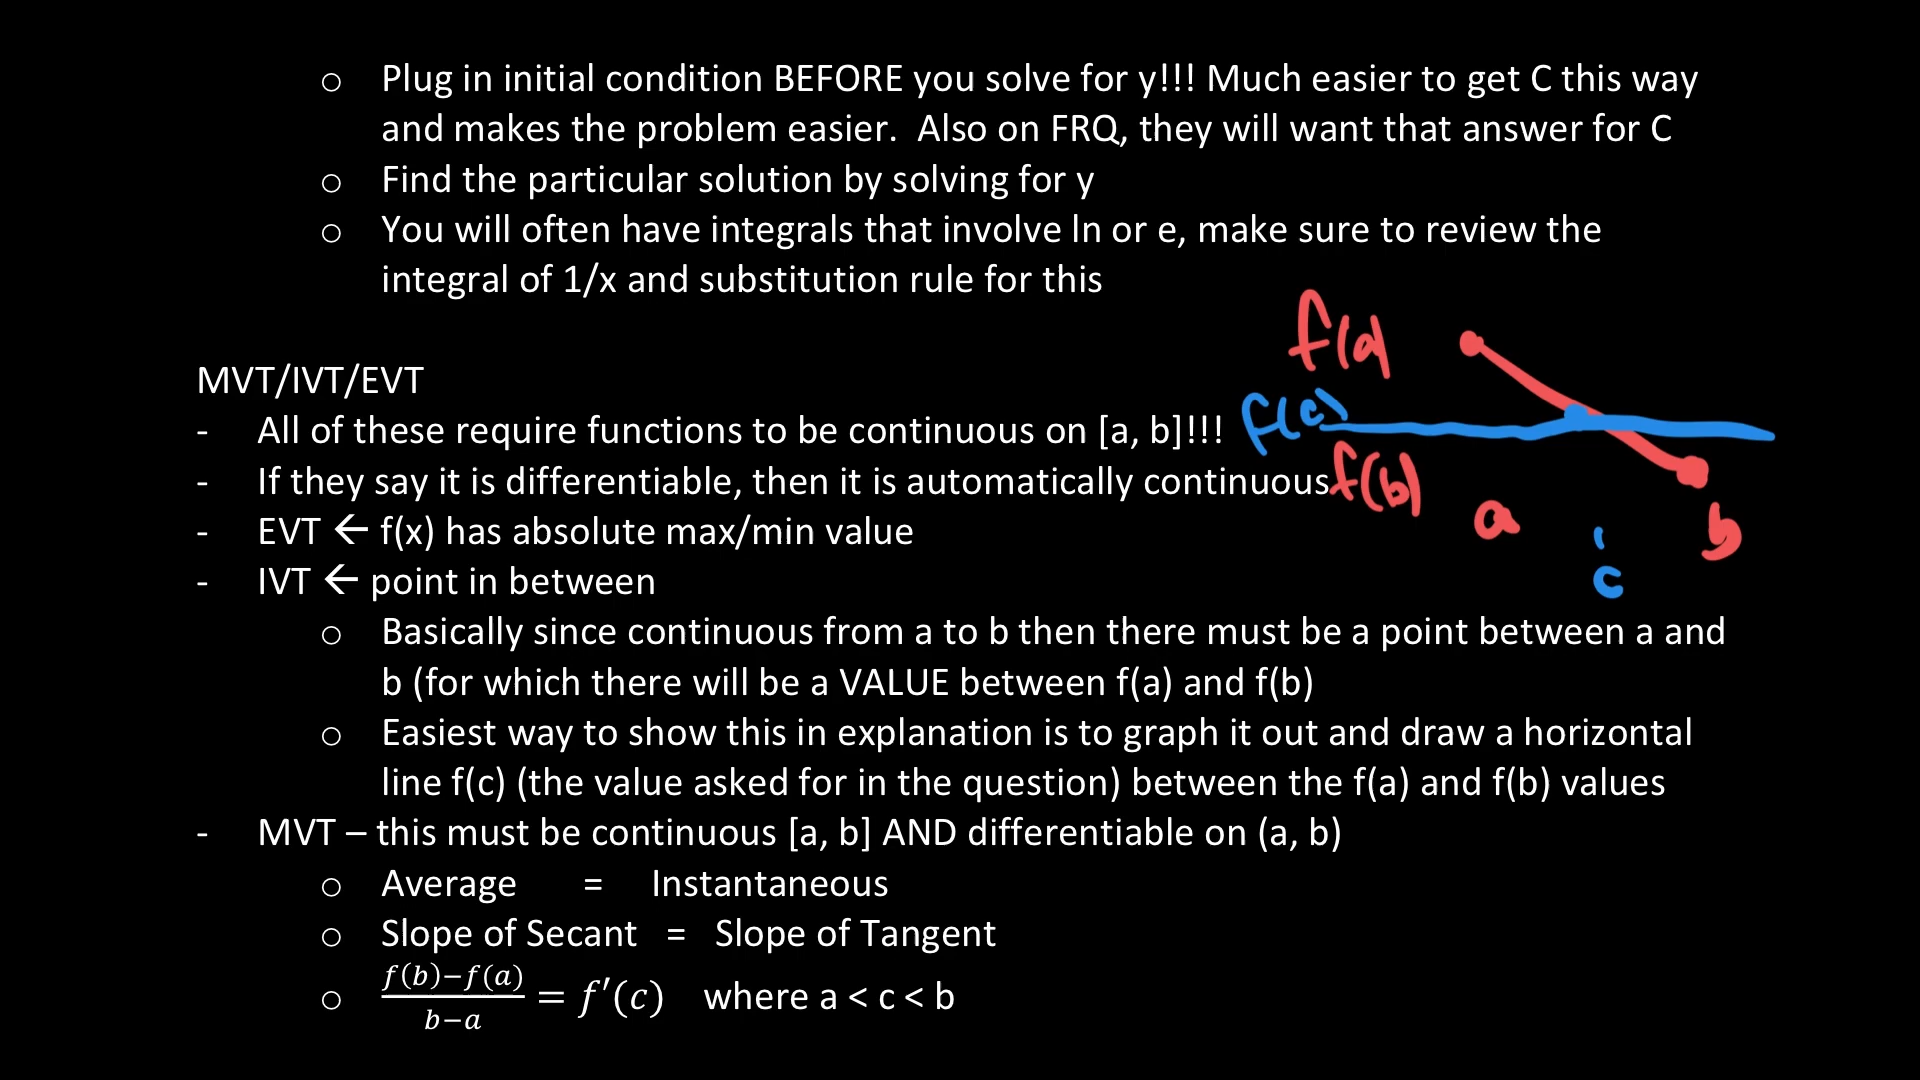 ○ Plug in initial condition BEFORE you solve for y!!! Much easier to get C this way
and makes the problem easier.  Also on FRQ, they will want that answer for C
○ Find the particular solution by solving for y
○ You will often have integrals that involve ln or e, make sure to review the
integral of 1/x and substitution rule for this
f(a)
MVT/IVT/EVT
- All of these require functions to be continuous on [a, b]!!! f(c)
- If they say it is differentiable, then it is automatically continuous f(b)
a
b
- EVT ← f(x) has absolute max/min value
- IVT ← point in between
c
○ Basically since continuous from a to b then there must be a point between a and
b (for which there will be a VALUE between f(a) and f(b)
○ Easiest way to show this in explanation is to graph it out and draw a horizontal
line f(c) (the value asked for in the question) between the f(a) and f(b) values
- MVT – this must be continuous [a, b] AND differentiable on (a, b)
○ Average = Instantaneous
○ Slope of Secant = Slope of Tangent
○ f(b)−f(a)/b−a = f′(c) where a < c < b